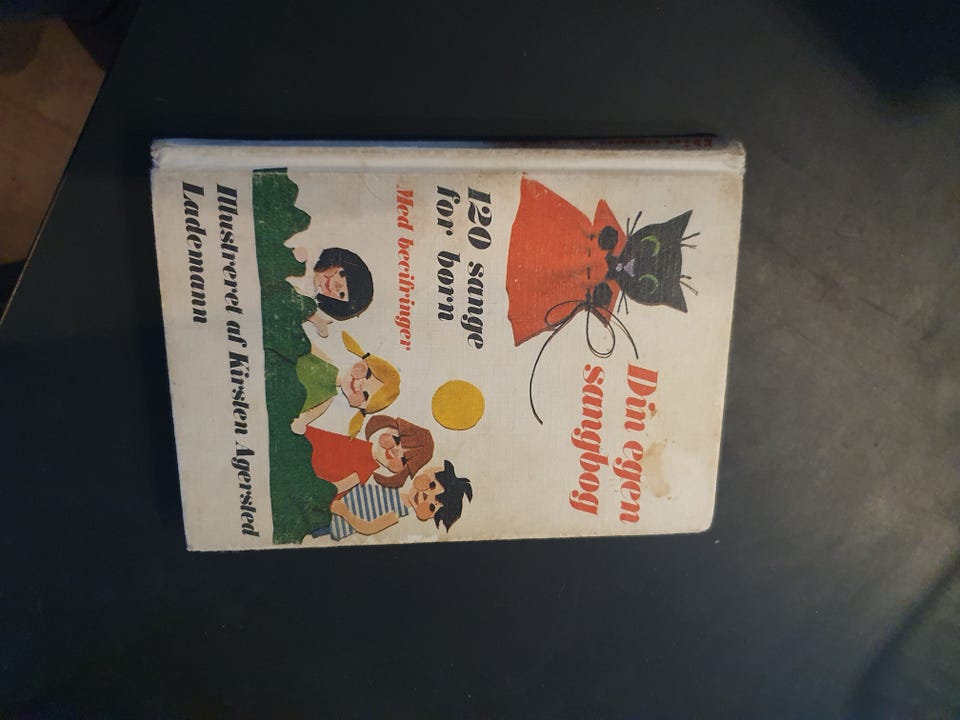 Din egen
sangbog
120 sange
for børn
Med becifringer
Illustreret af Kirsten Agersted
Lademann